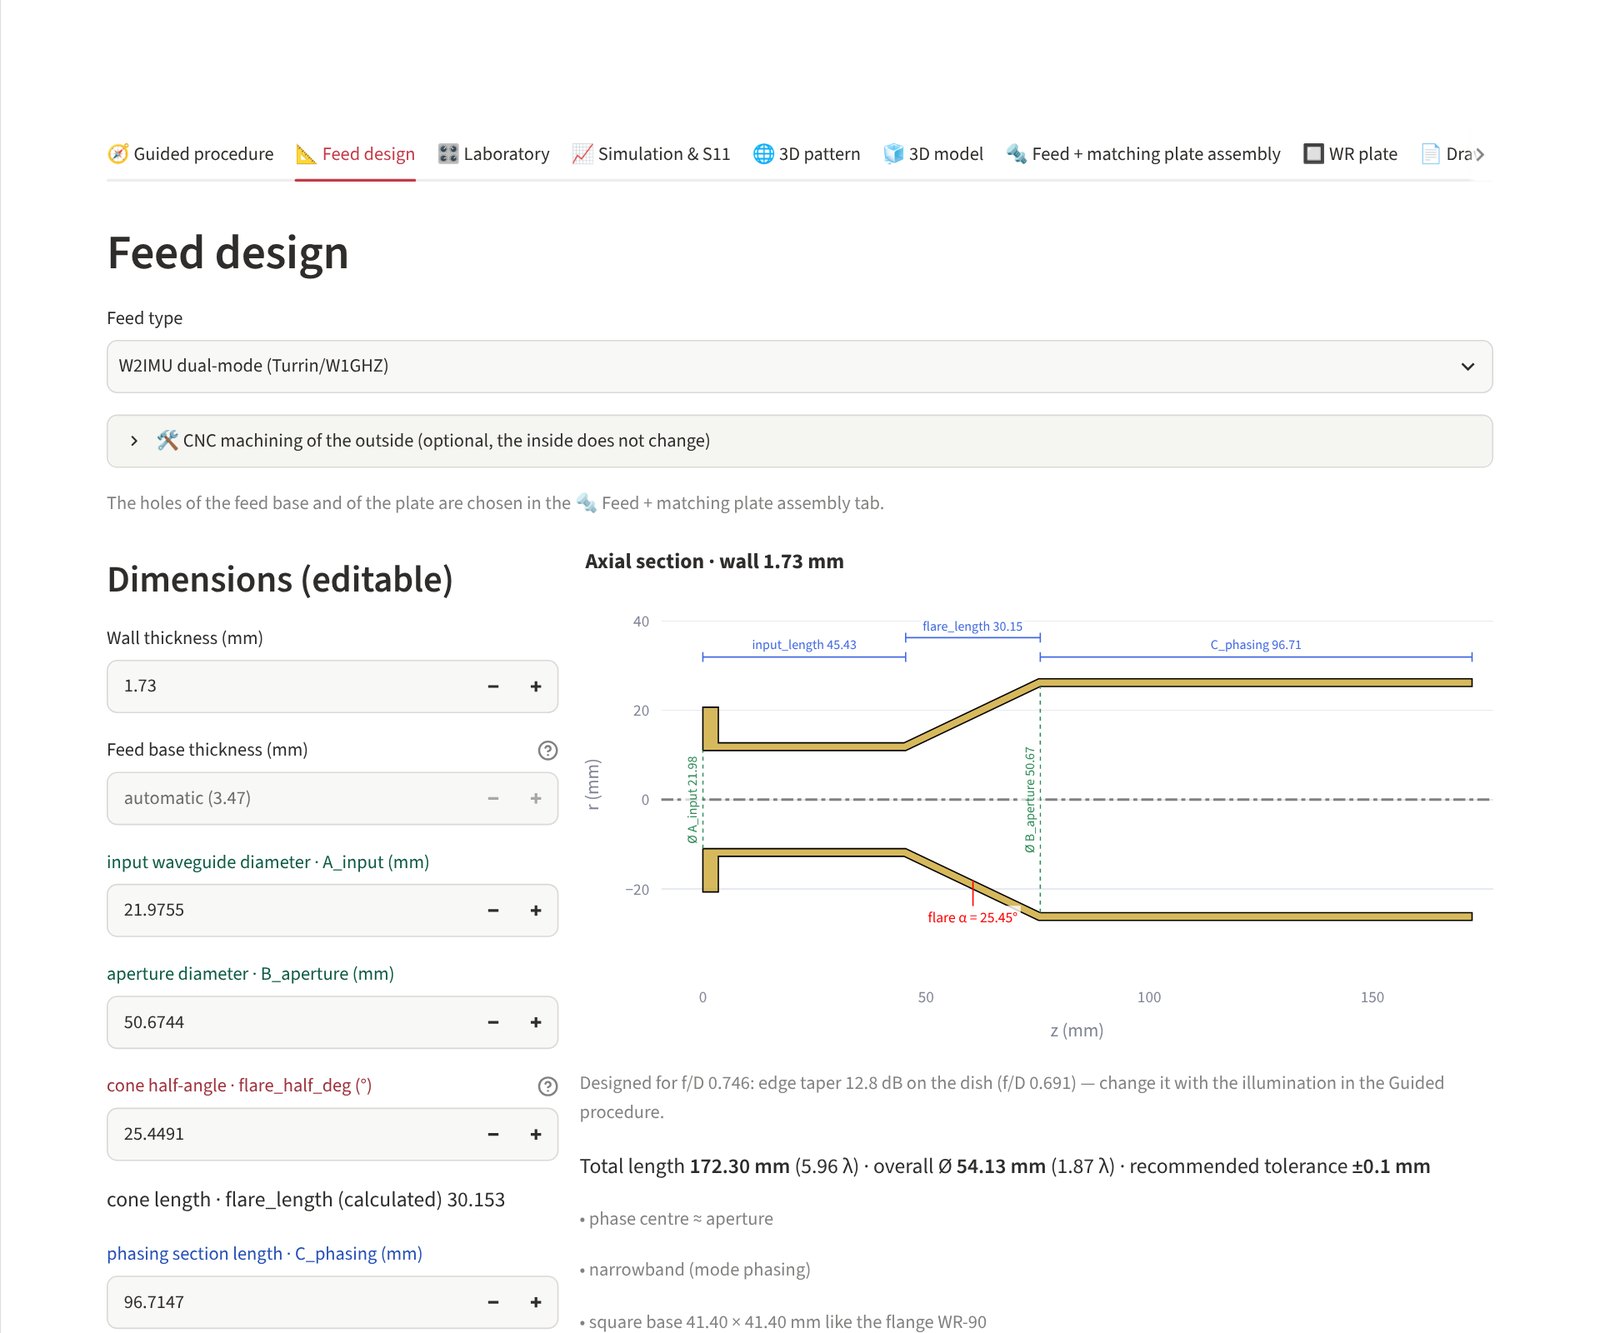 🧭 Guided procedure
📐 Feed design
🎛️ Laboratory
📈 Simulation & S11
🌐 3D pattern
🧊 3D model
🔩 Feed + matching plate assembly
🔲 WR plate
📄 Dra
Feed design
Feed type
W2IMU dual-mode (Turrin/W1GHZ)
🛠️ CNC machining of the outside (optional, the inside does not change)
The holes of the feed base and of the plate are chosen in the 🔩 Feed + matching plate assembly tab.
Dimensions (editable)
Wall thickness (mm)
1.73
Feed base thickness (mm)
automatic (3.47)
input waveguide diameter · A_input (mm)
21.9755
aperture diameter · B_aperture (mm)
50.6744
cone half-angle · flare_half_deg (°)
25.4491
cone length · flare_length (calculated) 30.153
phasing section length · C_phasing (mm)
96.7147
Axial section · wall 1.73 mm
40
20
0
−20
r (mm)
input_length 45.43
flare_length 30.15
C_phasing 96.71
Ø A_input 21.98
Ø B_aperture 50.67
flare α = 25.45°
0
50
100
150
z (mm)
Designed for f/D 0.746: edge taper 12.8 dB on the dish (f/D 0.691) — change it with the illumination in the Guided
procedure.
Total length 172.30 mm (5.96 λ) · overall Ø 54.13 mm (1.87 λ) · recommended tolerance ±0.1 mm
• phase centre ≈ aperture
• narrowband (mode phasing)
• square base 41.40 × 41.40 mm like the flange WR-90